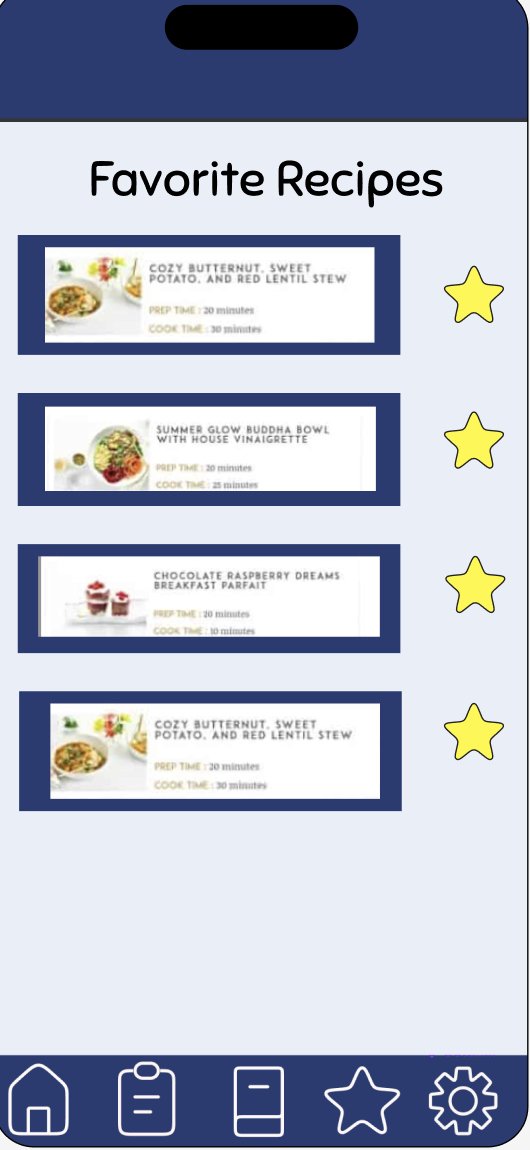 Favorite Recipes
COZY BUTTERNUT, SWEET
POTATO, AND RED LENTIL STEW
PREP TIME : 20 minutes
COOK TIME : 30 minutes
SUMMER GLOW BUDDHA BOWL
WITH HOUSE VINAIGRETTE
PREP TIME : 20 minutes
COOK TIME : 25 minutes
CHOCOLATE RASPBERRY DREAMS
BREAKFAST PARFAIT
PREP TIME : 20 minutes
COOK TIME : 10 minutes
COZY BUTTERNUT, SWEET
POTATO, AND RED LENTIL STEW
PREP TIME : 20 minutes
COOK TIME : 30 minutes